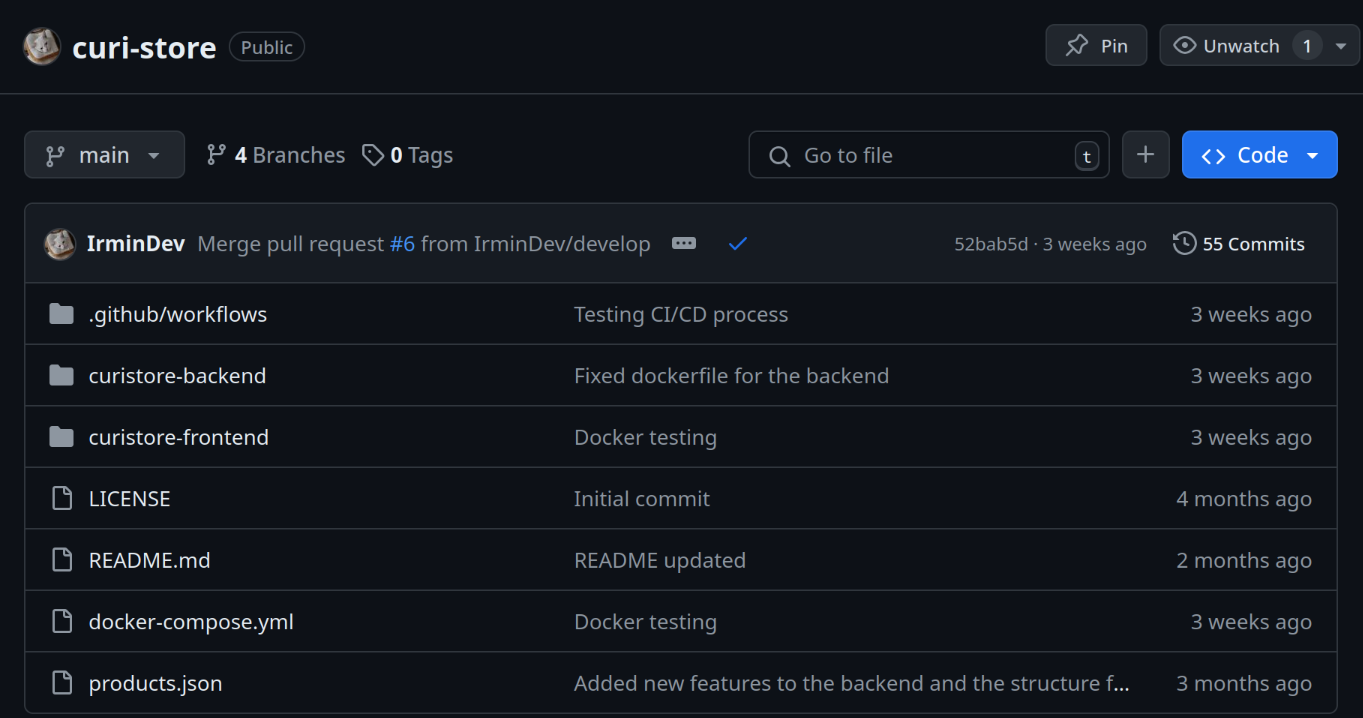 curi-store Public Pin Unwatch 1
main 4 Branches 0 Tags Go to file t + Code
IrminDev Merge pull request #6 from IrminDev/develop 52bab5d · 3 weeks ago 55 Commits
.github/workflows Testing CI/CD process 3 weeks ago
curistore-backend Fixed dockerfile for the backend 3 weeks ago
curistore-frontend Docker testing 3 weeks ago
LICENSE Initial commit 4 months ago
README.md README updated 2 months ago
docker-compose.yml Docker testing 3 weeks ago
products.json Added new features to the backend and the structure f... 3 months ago